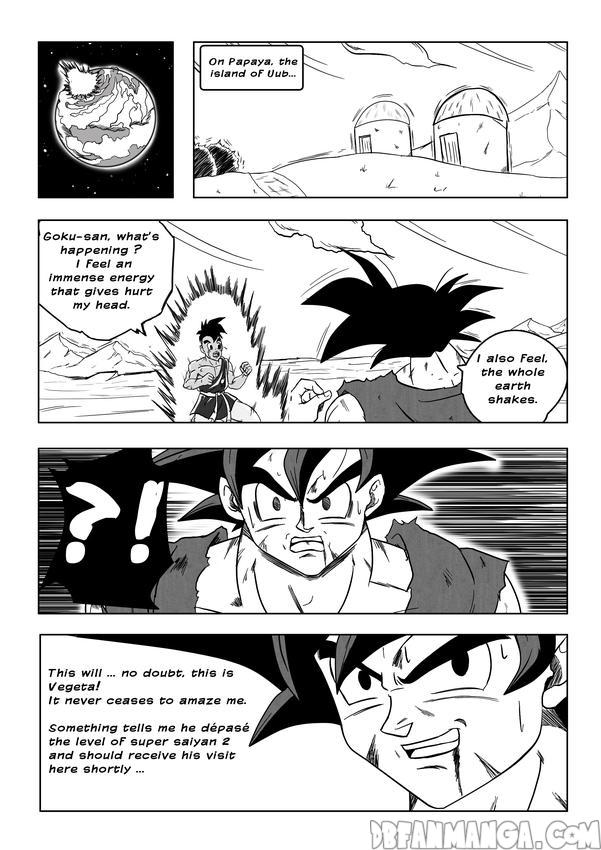 On Papaya, the
island of Uub...
Goku-san, what's
happening ?
I feel an
immense energy
that gives hurt
my head.
I also feel,
the whole
earth
shakes.
?!
This will ... no doubt, this is
Vegeta!
It never ceases to amaze me.
Something tells me he dépasé
the level of super saiyan 2
and should receive his visit
here shortly ...
DBFANMANGA.COM